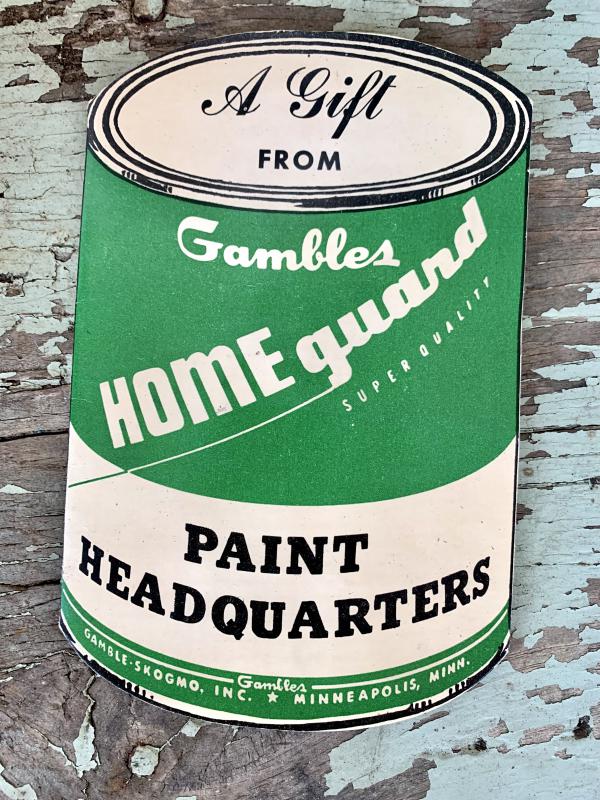 A Gift
FROM
Gambles
HOME guard
SUPER QUALITY
PAINT
HEADQUARTERS
Gambles
GAMBLE-SKOGMO, INC. ★ MINNEAPOLIS, MINN.